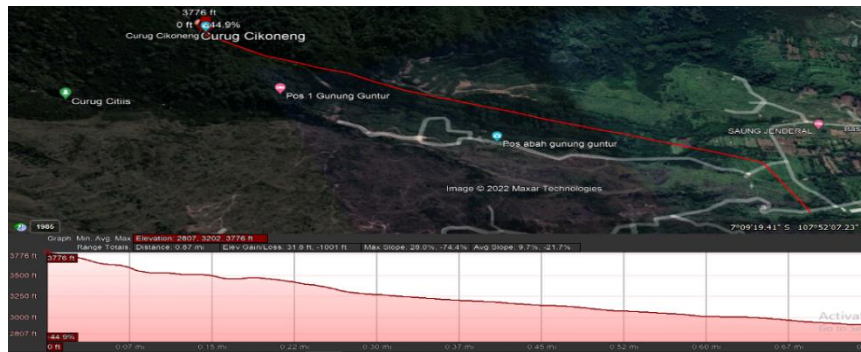 3776 ft
0 ft -44.9%
Curug Cikoneng Curug Cikoneng
Curug Citiis
Pos 1 Gunung Guntur
Pos abah gunung guntur
SAUNG JENDERAL
Image © 2022 Maxar Technologies
1985
7°09'19.41" S 107°52'07.23"
Graph: Min, Avg, Max Elevation: 2807, 3202, 3776 ft
Range Totals: Distance: 0.87 mi Elev Gain/Loss: 31.8 ft, -1001 ft Max Slope: 28.0%, -74.4% Avg Slope: 9.7%, -21.7%
3776 ft 3776 ft
3500 ft
3250 ft
3000 ft Activat
2807 ft -44.9%
0 ft 0.07 mi 0.15 mi 0.22 mi 0.30 mi 0.37 mi 0.45 mi 0.52 mi 0.60 mi 0.67 mi